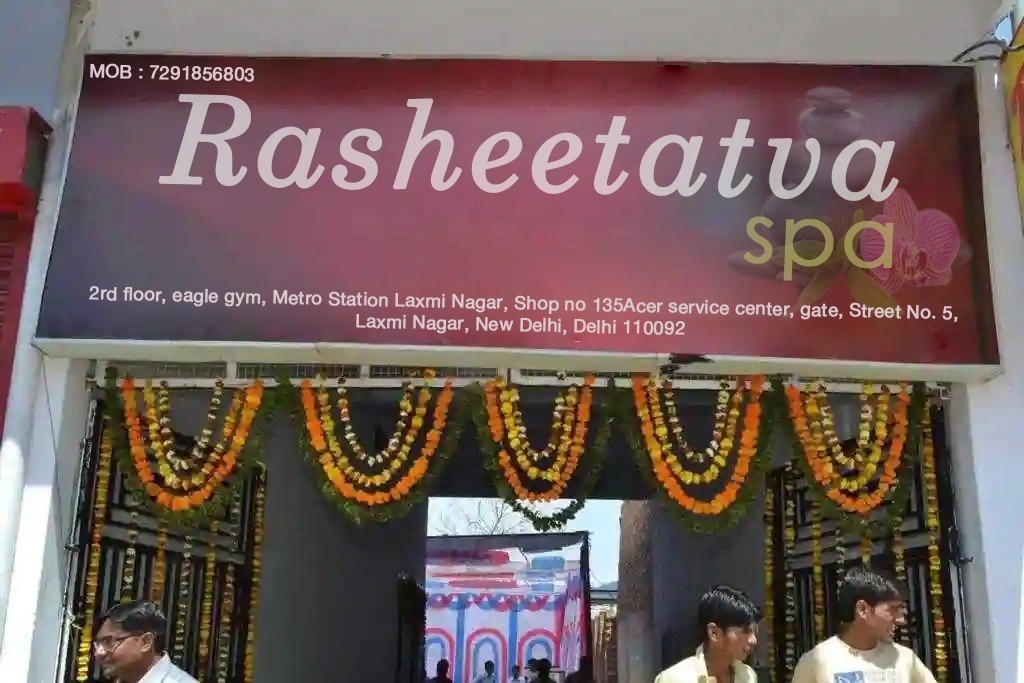 MOB : 7291856803
Rasheetatva
spa
2rd floor, eagle gym, Metro Station Laxmi Nagar, Shop no 135Acer service center, gate, Street No. 5,
Laxmi Nagar, New Delhi, Delhi 110092